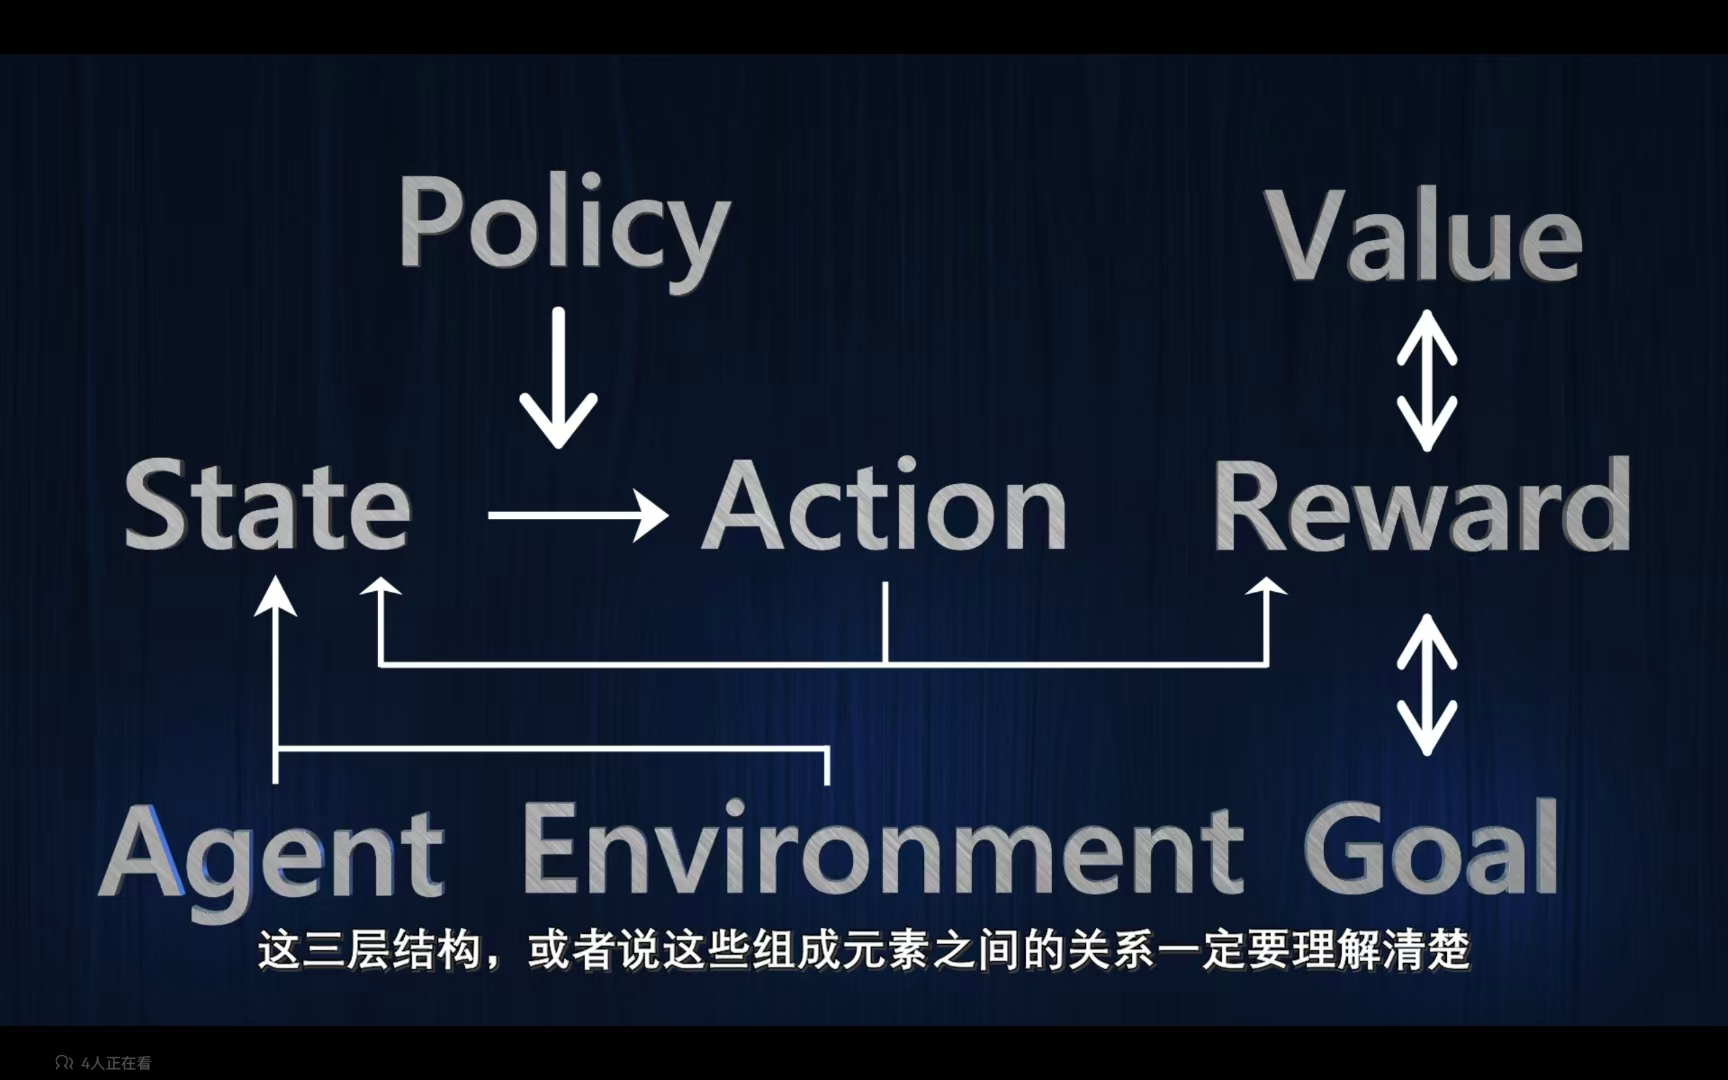 Policy Value
State Action Reward
Agent Environment Goal
这三层结构，或者说这些组成元素之间的关系一定要理解清楚
4人正在看